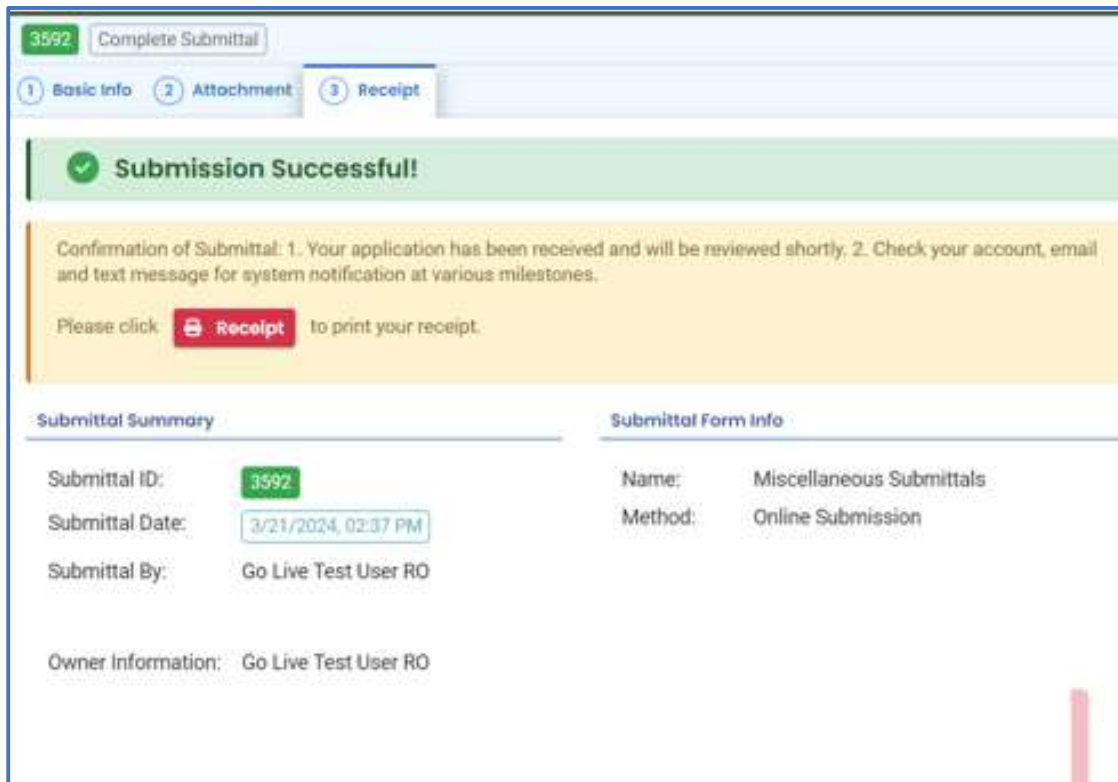 3592 Complete Submittal
1 Basic Info 2 Attachment 3 Receipt
Submission Successful!
Confirmation of Submittal: 1. Your application has been received and will be reviewed shortly. 2. Check your account, email
and text message for system notification at various milestones.
Please click Receipt to print your receipt.
Submittal Summary
Submittal ID: 3592
Submittal Date: 3/21/2024, 02:37 PM
Submittal By: Go Live Test User RO
Owner Information: Go Live Test User RO
Submittal Form Info
Name: Miscellaneous Submittals
Method: Online Submission